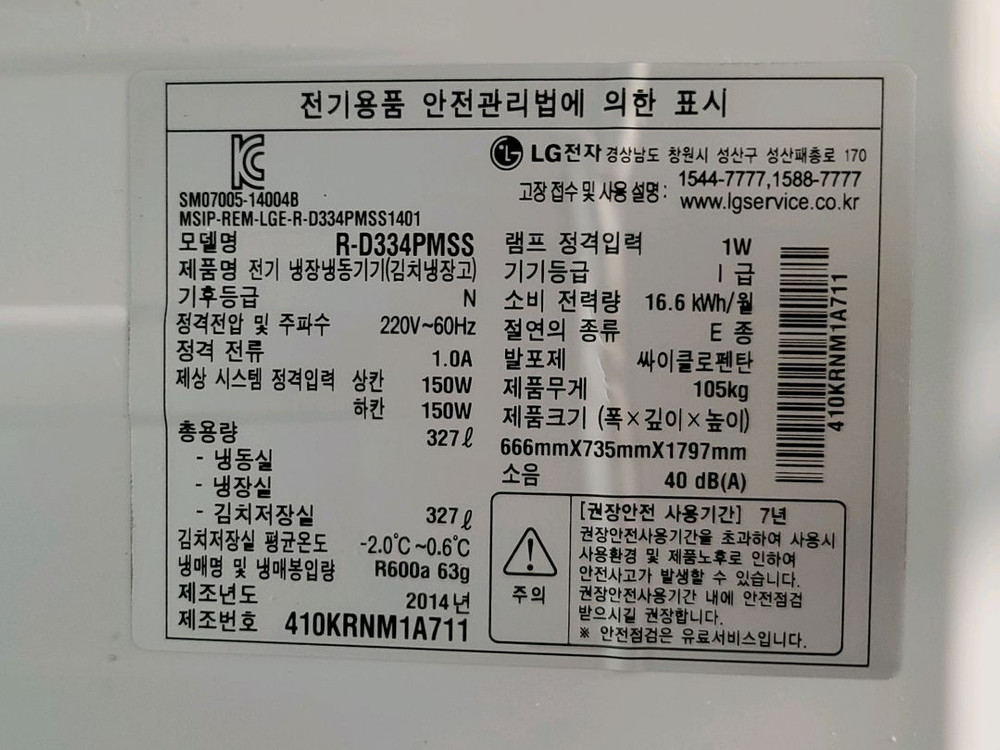 전기용품 안전관리법에 의한 표시
KC
SM07005-14004B
MSIP-REM-LGE-R-D334PMSS1401
LG LG전자 경상남도 창원시 성산구 성산패총로 170
고장 접수 및 사용 설명: 1544-7777,1588-7777
www.lgservice.co.kr
모델명 R-D334PMSS
제품명 전기 냉장냉동기기(김치냉장고)
기후등급 N
정격전압 및 주파수 220V~60Hz
정격 전류 1.0A
제상 시스템 정격입력 상칸 150W
하칸 150W
총용량 327ℓ
- 냉동실
- 냉장실
- 김치저장실 327ℓ
김치저장실 평균온도 -2.0℃~0.6℃
냉매명 및 냉매봉입량 R600a 63g
제조년도 2014년
제조번호 410KRNM1A711
램프 정격입력 1W
기기등급 I 급
소비 전력량 16.6 kWh/월
절연의 종류 E 종
발포제 싸이클로펜탄
제품무게 105kg
제품크기 (폭×깊이×높이)
666mmX735mmX1797mm
소음 40 dB(A)
410KRNM1A711
주의
[권장안전 사용기간] 7년
권장안전사용기간을 초과하여 사용시
사용환경 및 제품노후로 인하여
안전사고가 발생할 수 있습니다.
권장안전사용기간 내에 안전점검
받으시길 권장합니다.
※ 안전점검은 유료서비스입니다.